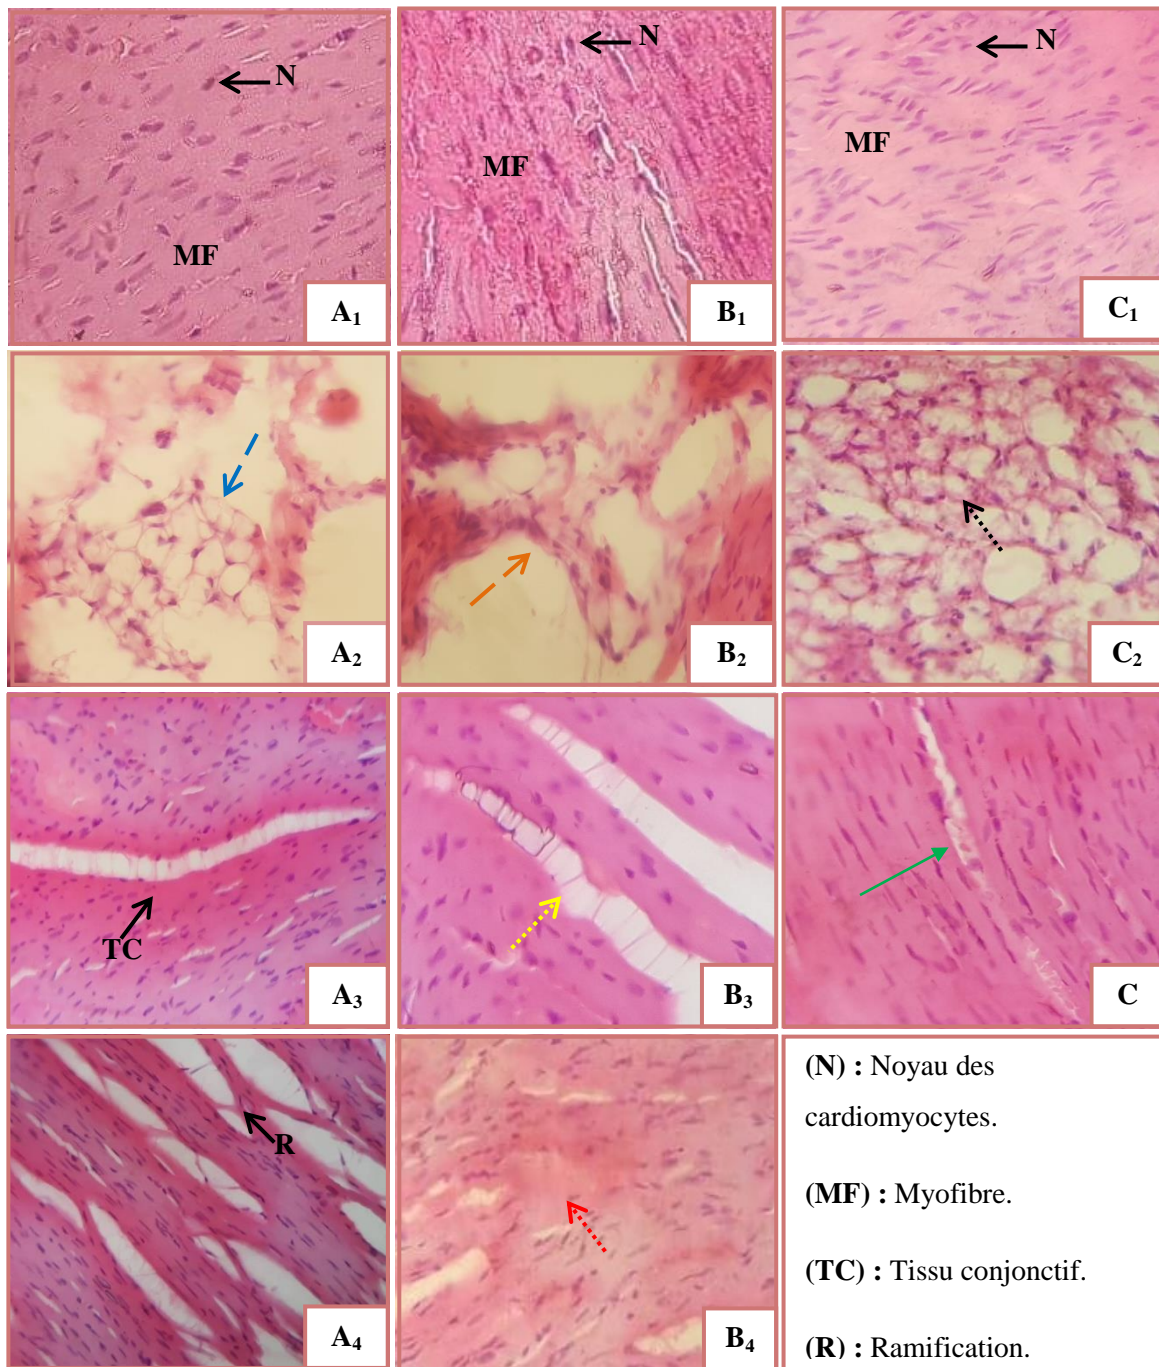 N
MF
A₁
N
MF
B₁
N
MF
C₁
A₂
B₂
C₂
TC
A₃
B₃
C
R
A₄
B₄
(N) : Noyau des
cardiomyocytes.
(MF) : Myofibre.
(TC) : Tissu conjonctif.
(R) : Ramification.